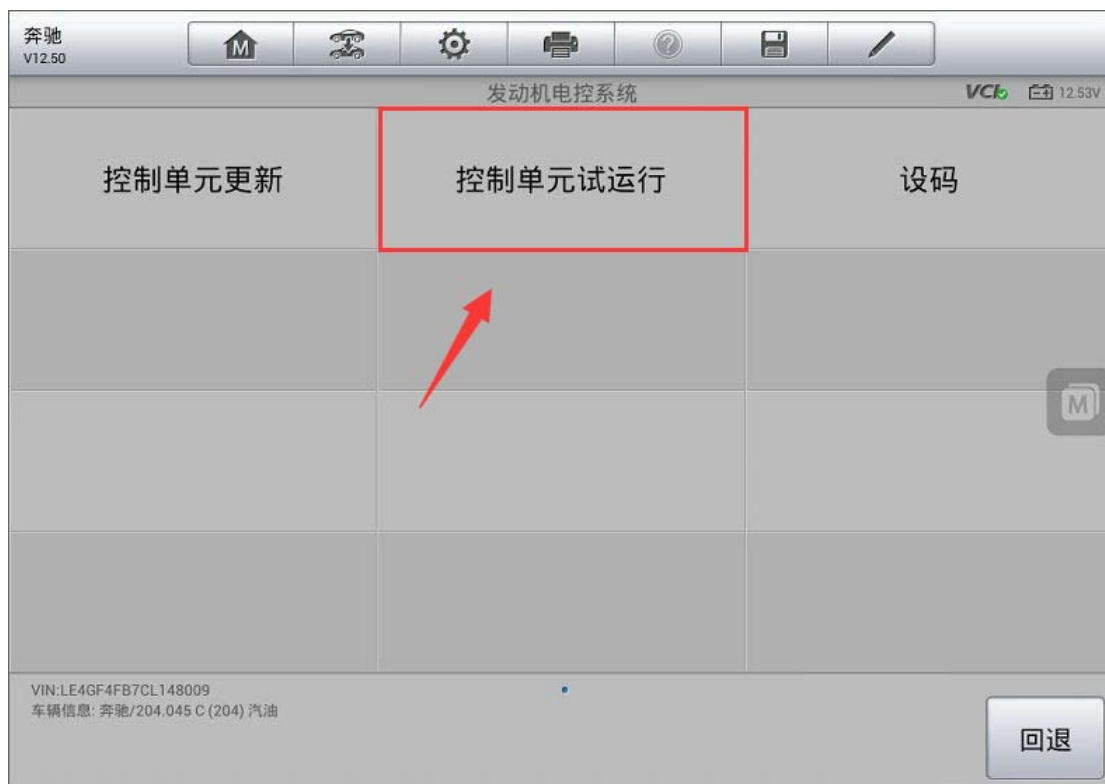 奔驰
V12.50
M
发动机电控系统
VCI
12.53V
控制单元更新
控制单元试运行
设码
M
VIN:LE4GF4FB7CL148009
车辆信息: 奔驰/204.045 C (204) 汽油
回退